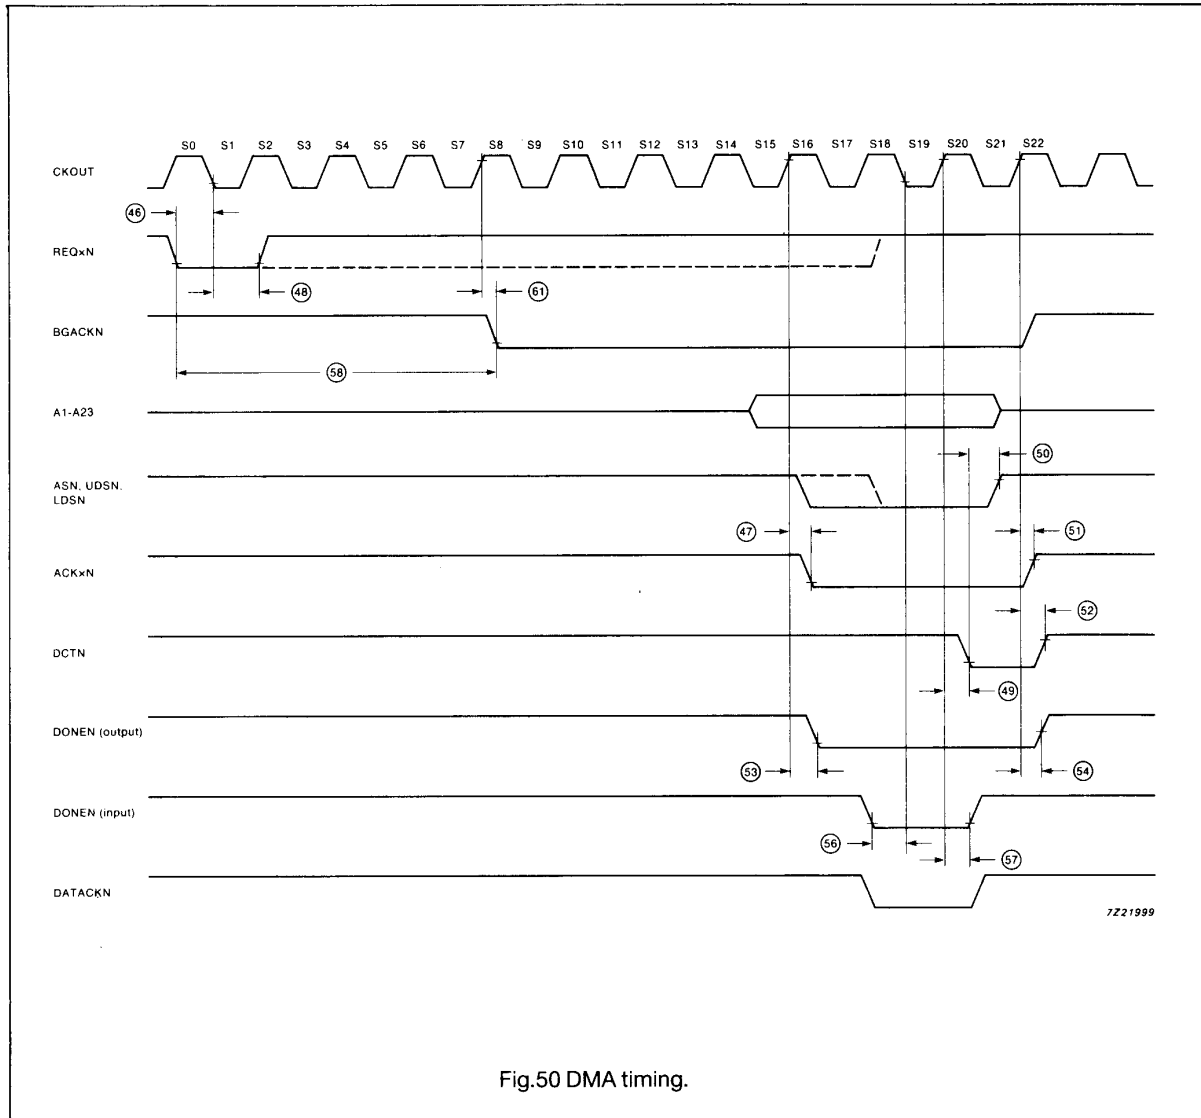 S0 S1 S2 S3 S4 S5 S6 S7 S8 S9 S10 S11 S12 S13 S14 S15 S16 S17 S18 S19 S20 S21 S22
CKOUT
46
REQxN
48
61
BGACKN
58
A1-A23
50
ASN, UDSN,
LDSN
47
51
ACKxN
52
DCTN
49
DONEN (output)
53
54
DONEN (input)
56
57
DATACKN
7Z21999
Fig.50 DMA timing.